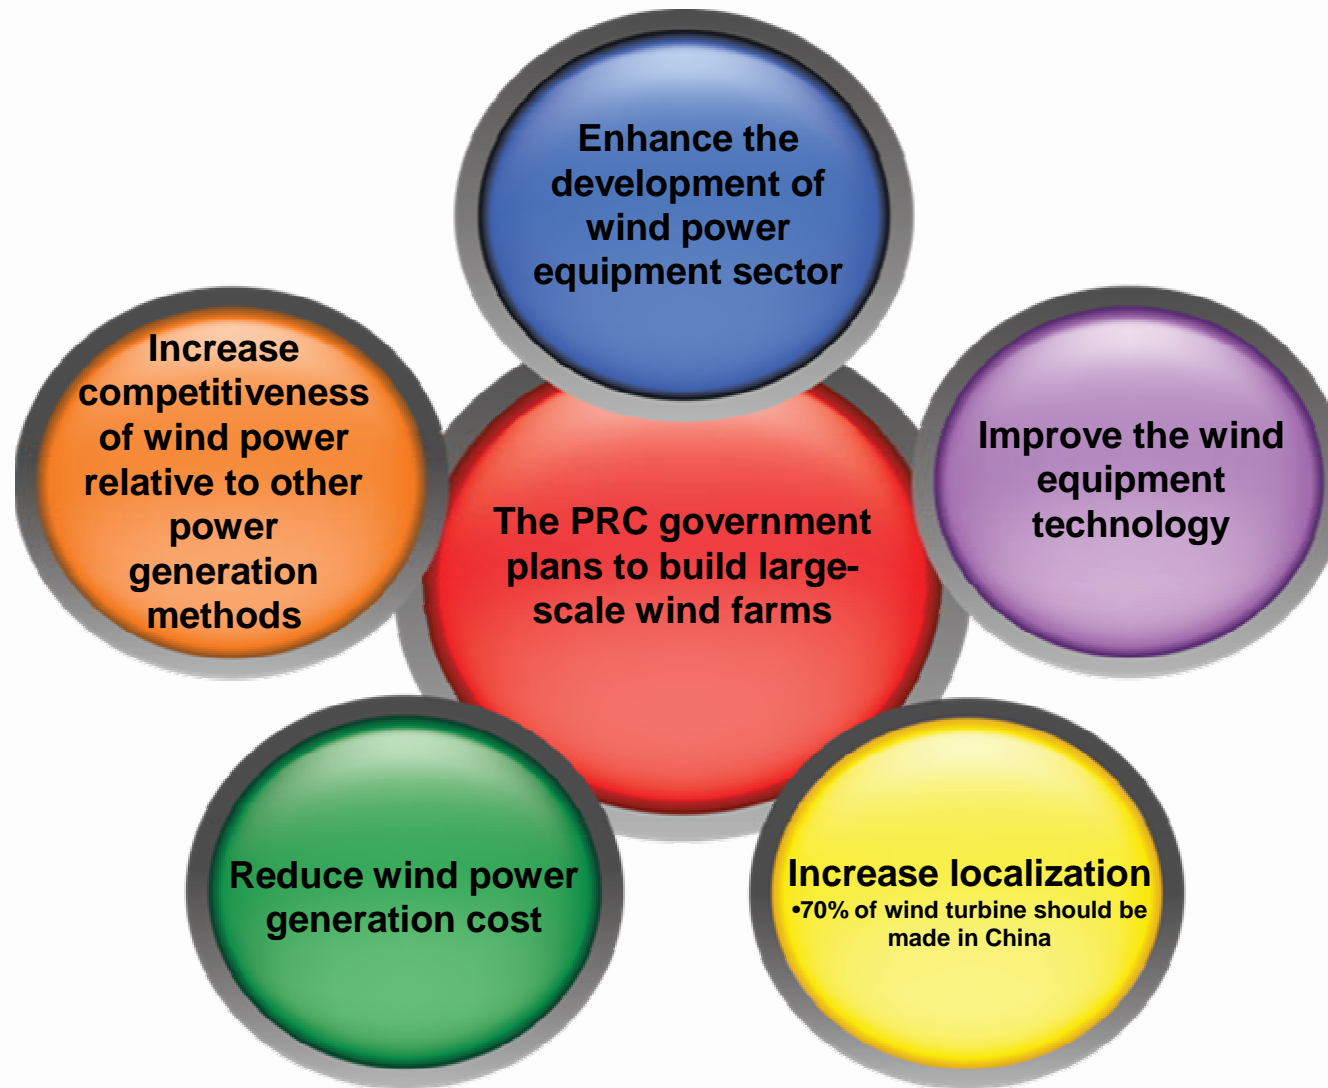 Enhance the
development of
wind power
equipment sector
Increase
competitiveness
of wind power
relative to other
power
generation
methods
Improve the wind
equipment
technology
The PRC government
plans to build large-
scale wind farms
Reduce wind power
generation cost
Increase localization
•70% of wind turbine should be
made in China